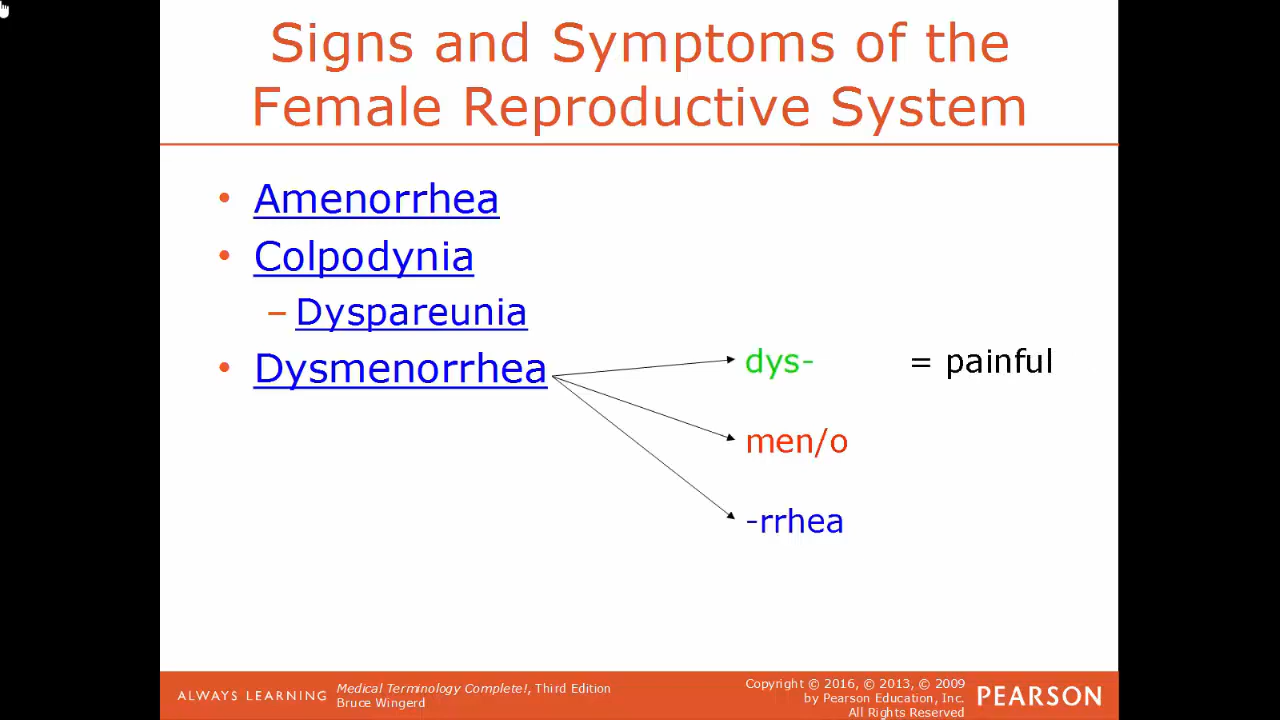 Signs and Symptoms of the
Female Reproductive System
• Amenorrhea
• Colpodynia
– Dyspareunia
• Dysmenorrhea
dys- = painful
men/o
-rrhea
ALWAYS LEARNING
Medical Terminology Complete!, Third Edition
Bruce Wingerd
Copyright © 2016, © 2013, © 2009
by Pearson Education, Inc.
All Rights Reserved
PEARSON